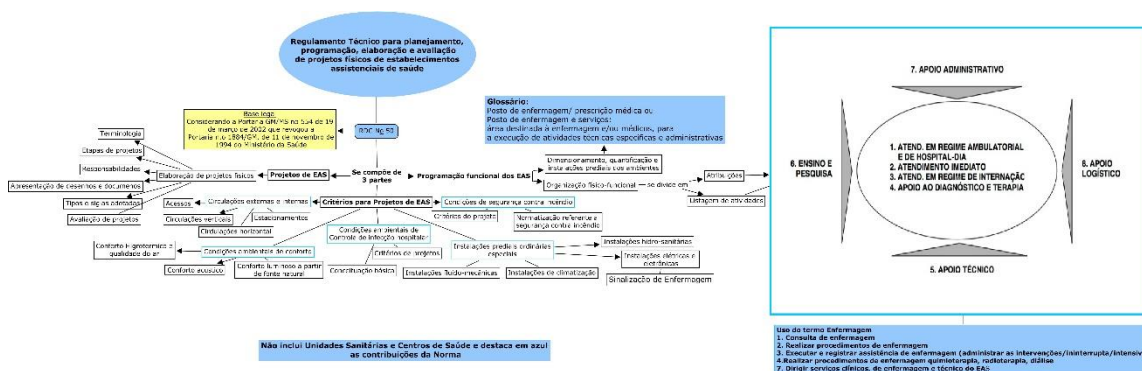 Regulamento Técnico para planejamento,
programação, elaboração e avaliação
de projetos físicos de estabelecimentos
assistenciais de saúde
Base legal
Considerando a Portaria GM/MS no 554 de 19
de março de 2002 que revogou a
Portaria n.o 1884/GM, de 11 de novembro de
1994 do Ministério da Saúde
RDC Ng 50
Glossário:
Posto de enfermagem/ prescrição médica ou
Posto de enfermagem e serviços:
área destinada à enfermagem e/ou médicos, para
a execução de atividades técnicas específicas e administrativas
Terminologia
Etapas de projetos
Responsabilidades
Apresentação de desenhos e documentos
Tipos e siglas adotadas
Avaliação de projetos
Elaboração de projetos físicos
Projetos de EAS
Se compõe de
3 partes
Programação funcional dos EAS
Dimensionamento, quantificação e
instalações prediais dos ambientes
Organização físico-funcional
se divide em
Atribuições
Listagem de atividades
Critérios para Projetos de EAS
Circulações externas e internas
Acessos
Estacionamentos
Circulações verticais
Circulações horizontal
Condições de segurança contra incêndio
Critérios do projeto
Normatização referente a
segurança contra incêndio
Condições ambientais de conforto
Conforto Higrotérmico e
qualidade do ar
Conforto acustico
Conforto luminoso a partir
de fonte natural
Condições ambientais de
Controle de infecção hospitalar
Critérios de projetos
Conceituação básica
Instalações prediais ordinárias
especiais
Instalações hidro-sanitárias
Instalações elétricas e
eletrônicas
Sinalização de Enfermagem
Instalações fluido-mecânicas
Instalações de climatização
Não inclui Unidades Sanitárias e Centros de Saúde e destaca em azul
as contribuições da Norma
7. APOIO ADMINISTRATIVO
6. ENSINO E
PESQUISA
1. ATEND. EM REGIME AMBULATORIAL
E DE HOSPITAL-DIA
2. ATENDIMENTO IMEDIATO
3. ATEND. EM REGIME DE INTERNAÇÃO
4. APOIO AO DIAGNÓSTICO E TERAPIA
8. APOIO
LOGÍSTICO
5. APOIO TÉCNICO
Uso do termo Enfermagem
1. Consulta de enfermagem
2. Realizar procedimentos de enfermagem
3. Executar e registrar assistência de enfermagem (administrar as intervenções/ininterrupta/intensiv
4.Realizar procedimentos de enfermagem quimioterapia, radioterapia, diálise
7. Dirigir serviços clínicos, de enfermagem e técnico do EAS